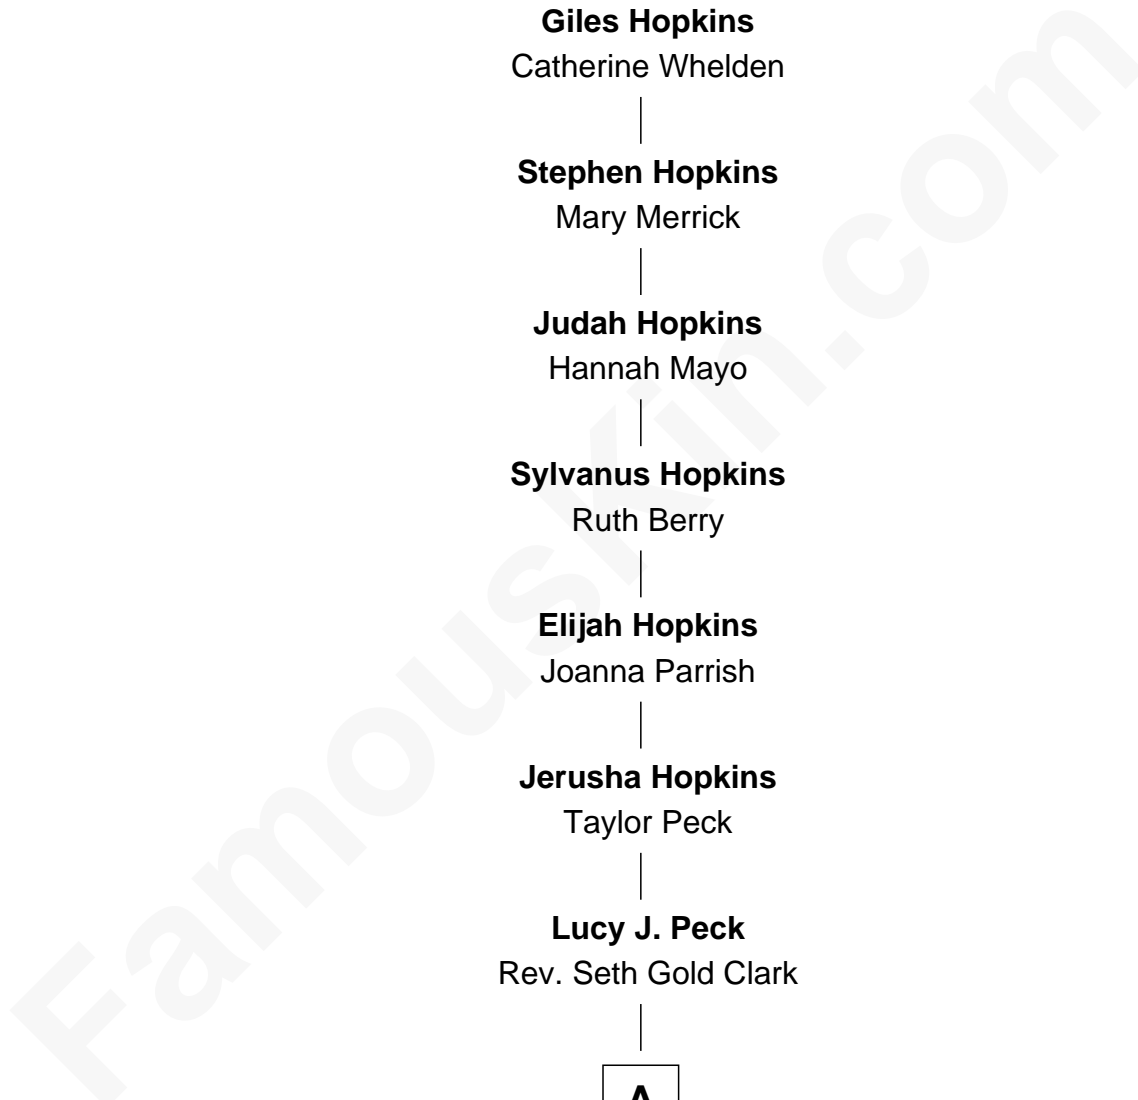 Giles Hopkins
Catherine Whelden
Stephen Hopkins
Mary Merrick
Judah Hopkins
Hannah Mayo
Sylvanus Hopkins
Ruth Berry
Elijah Hopkins
Joanna Parrish
Jerusha Hopkins
Taylor Peck
Lucy J. Peck
Rev. Seth Gold Clark
A
FamousKin.com